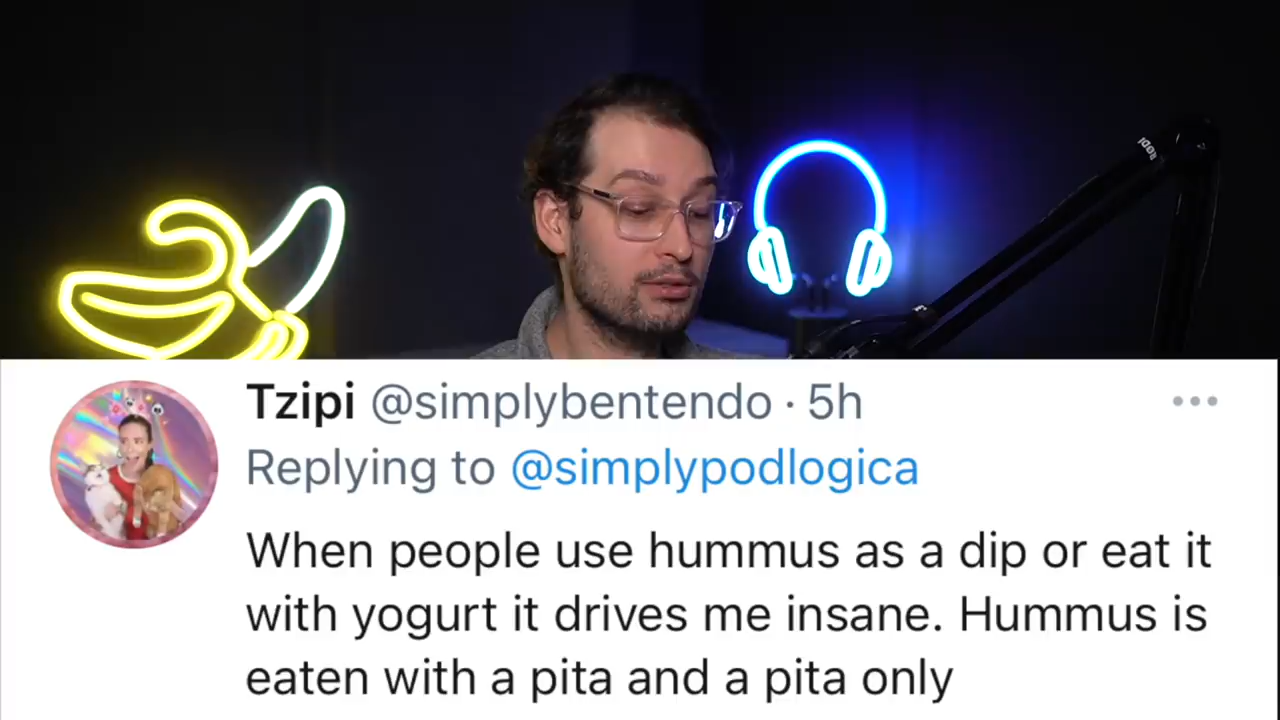 RØDE
Tzipi @simplybentendo · 5h
Replying to @simplypodlogica
When people use hummus as a dip or eat it
with yogurt it drives me insane. Hummus is
eaten with a pita and a pita only